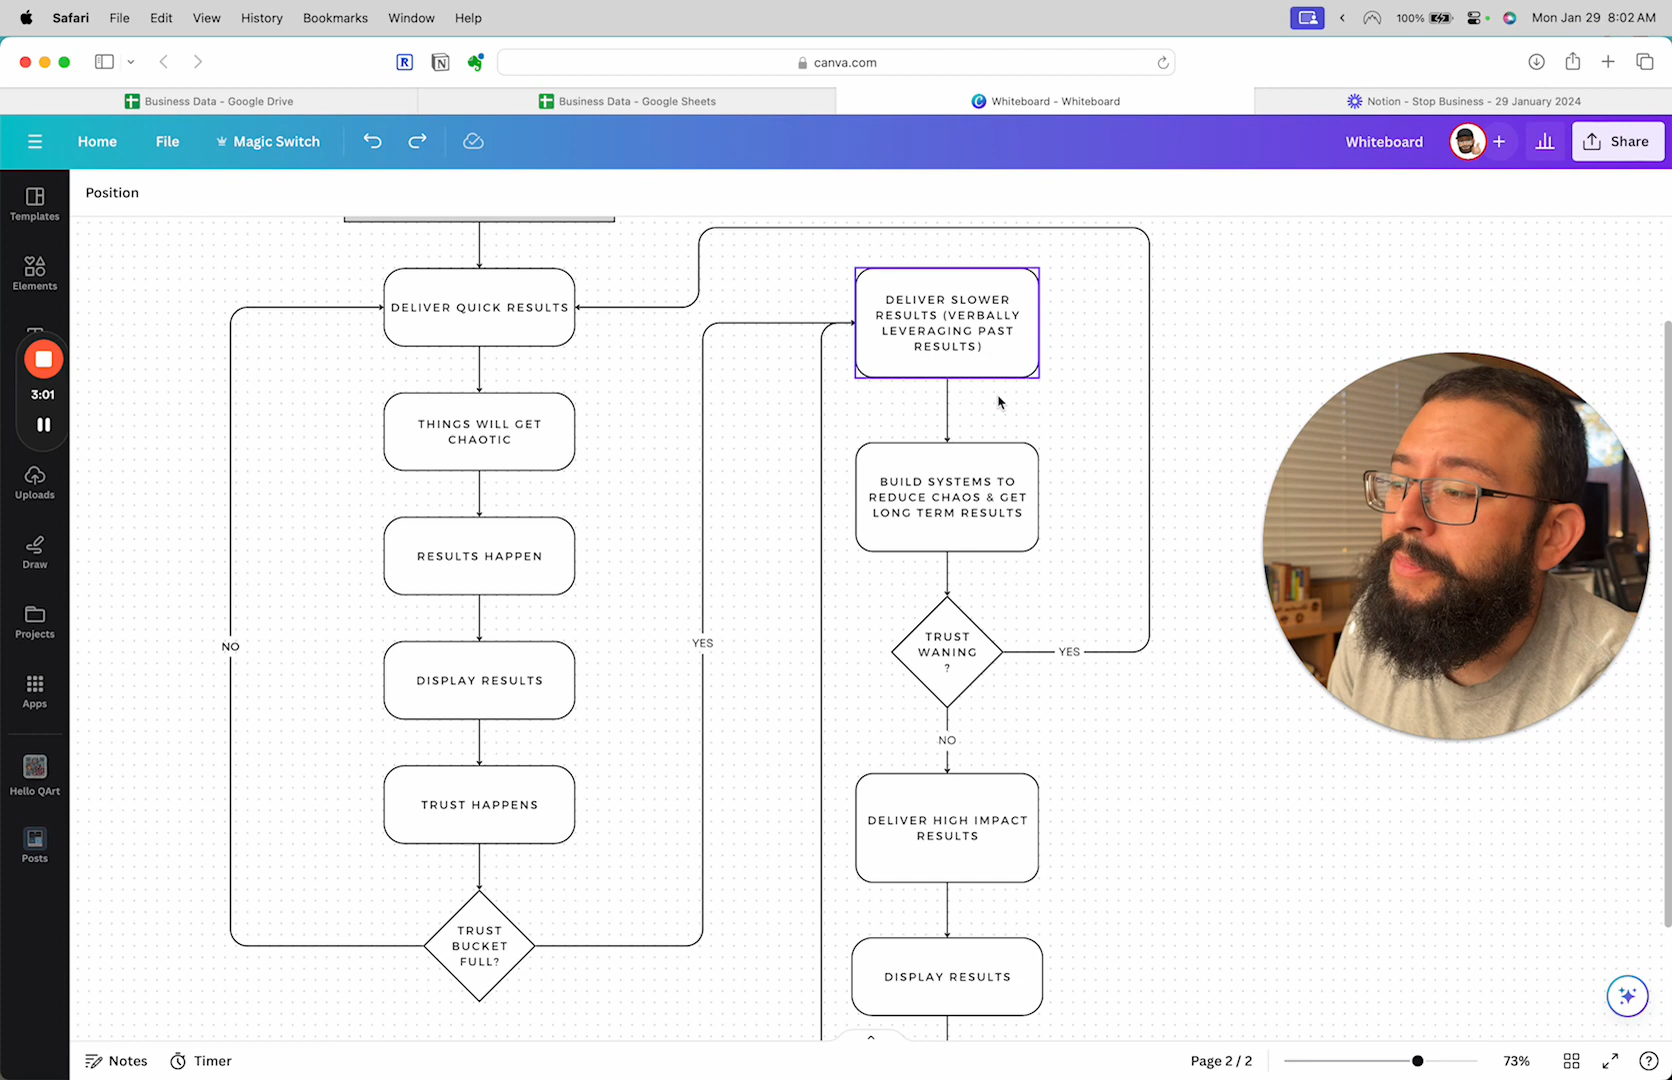 Safari File Edit View History Bookmarks Window Help
100% Mon Jan 29 8:02 AM
canva.com
Business Data - Google Drive
Business Data - Google Sheets
Whiteboard - Whiteboard
Notion - Stop Business - 29 January 2024
Home File Magic Switch
Whiteboard
Share
Templates
Elements
3:01
Uploads
Draw
Projects
Apps
Hello QArt
Posts
Position
DELIVER QUICK RESULTS
THINGS WILL GET
CHAOTIC
RESULTS HAPPEN
DISPLAY RESULTS
TRUST HAPPENS
TRUST
BUCKET
FULL?
NO
YES
DELIVER SLOWER
RESULTS (VERBALLY
LEVERAGING PAST
RESULTS)
BUILD SYSTEMS TO
REDUCE CHAOS & GET
LONG TERM RESULTS
TRUST
WANING
?
YES
NO
DELIVER HIGH IMPACT
RESULTS
DISPLAY RESULTS
Notes Timer
Page 2 / 2
73%